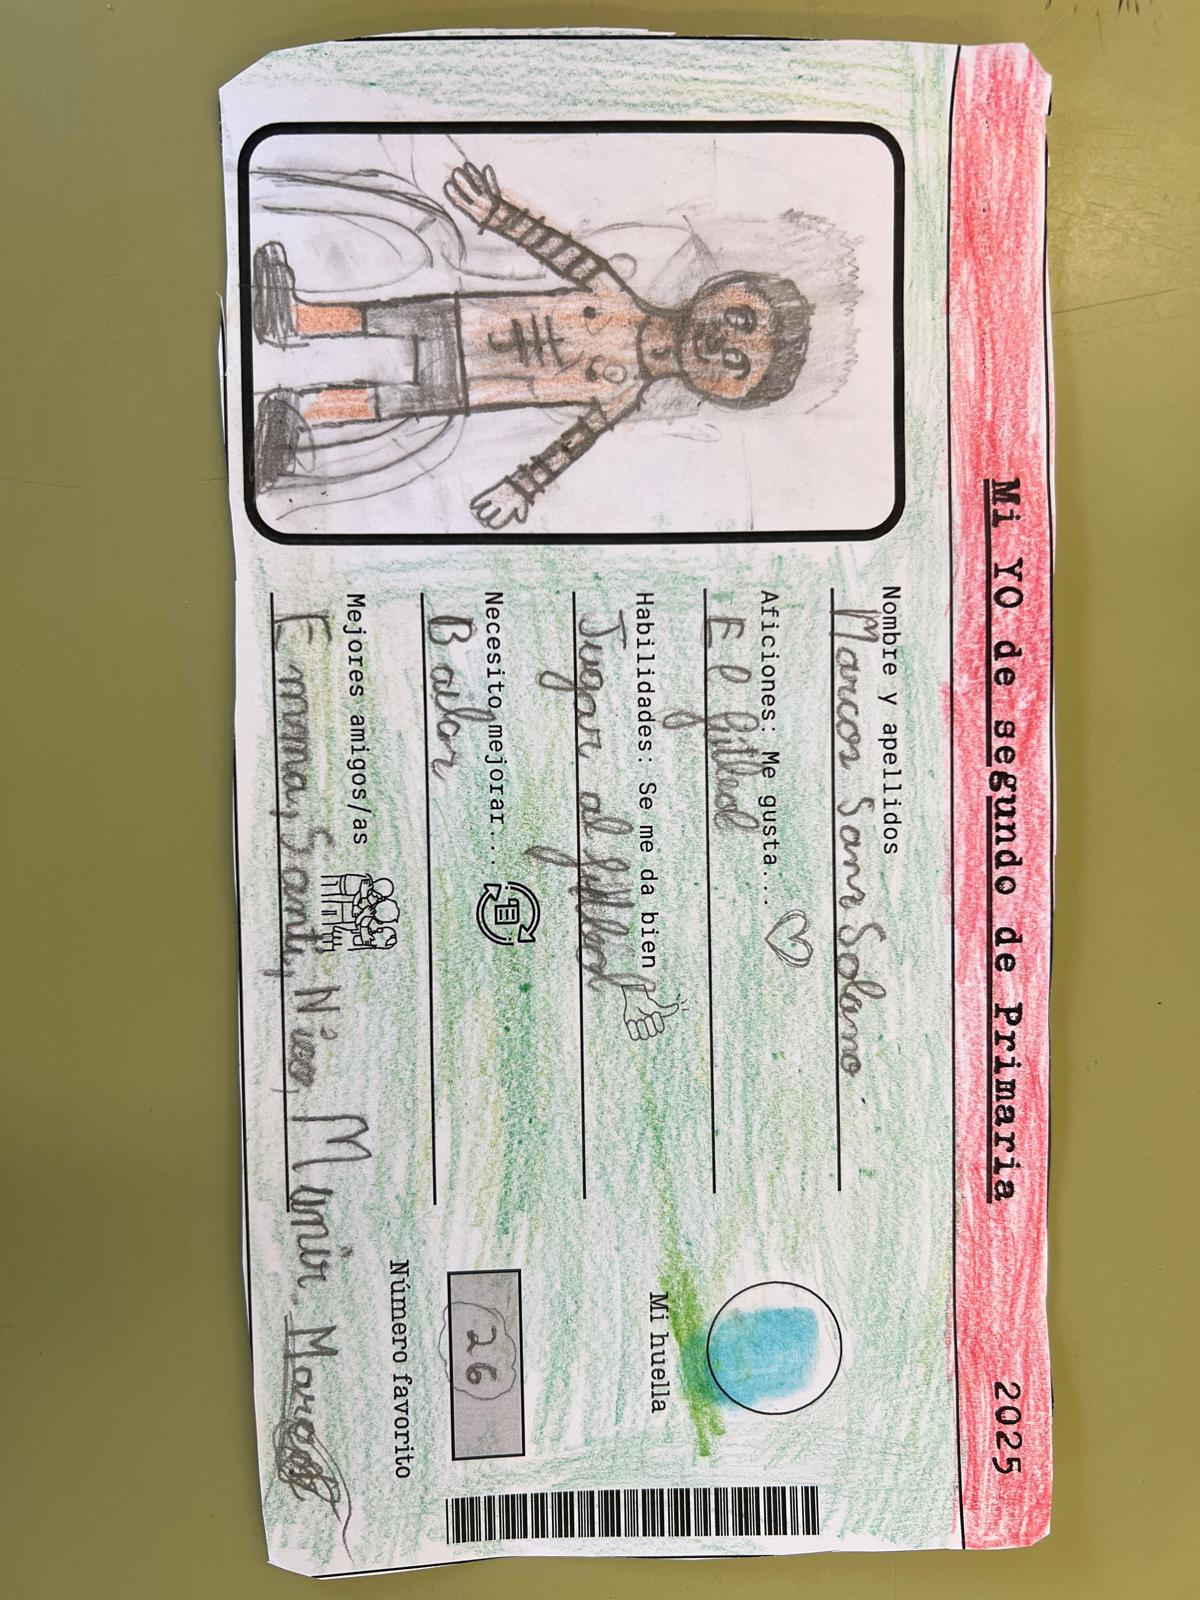 Mi YO de segundo de Primaria 2025
Nombre y apellidos
Marcos Sanz Solano
Aficiones: Me gusta...
El fútbol
Habilidades: Se me da bien
Jugar al fútbol
Mi huella
Necesito mejorar...
Bailar
26
Número favorito
Mejores amigos/as
Emma, Santi, Nico, Munir. Marcos